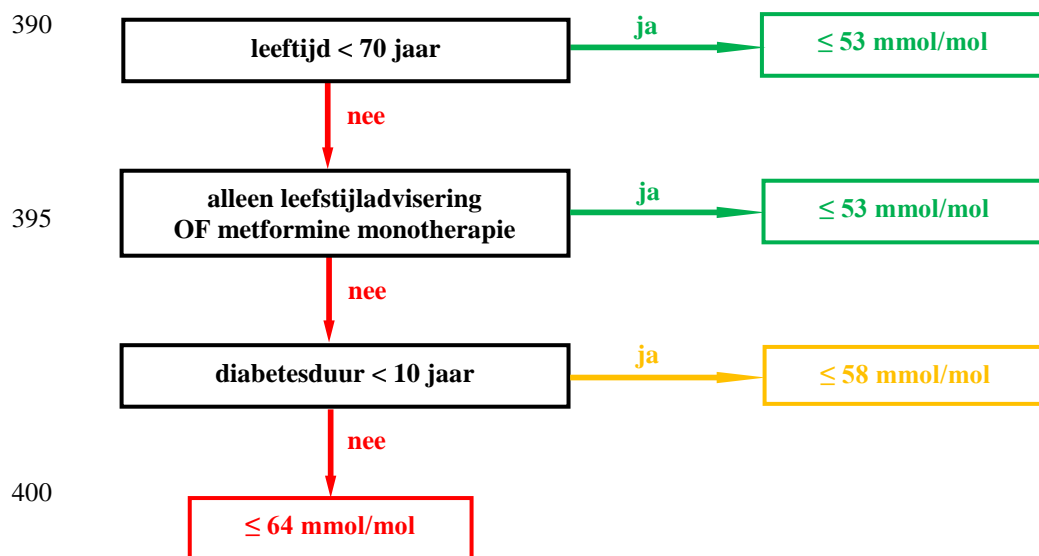 390
leeftijd < 70 jaar
ja
≤ 53 mmol/mol
nee
alleen leefstijladvisering
395
OF metformine monotherapie
ja
≤ 53 mmol/mol
nee
diabetesduur < 10 jaar
ja
≤ 58 mmol/mol
nee
400
≤ 64 mmol/mol